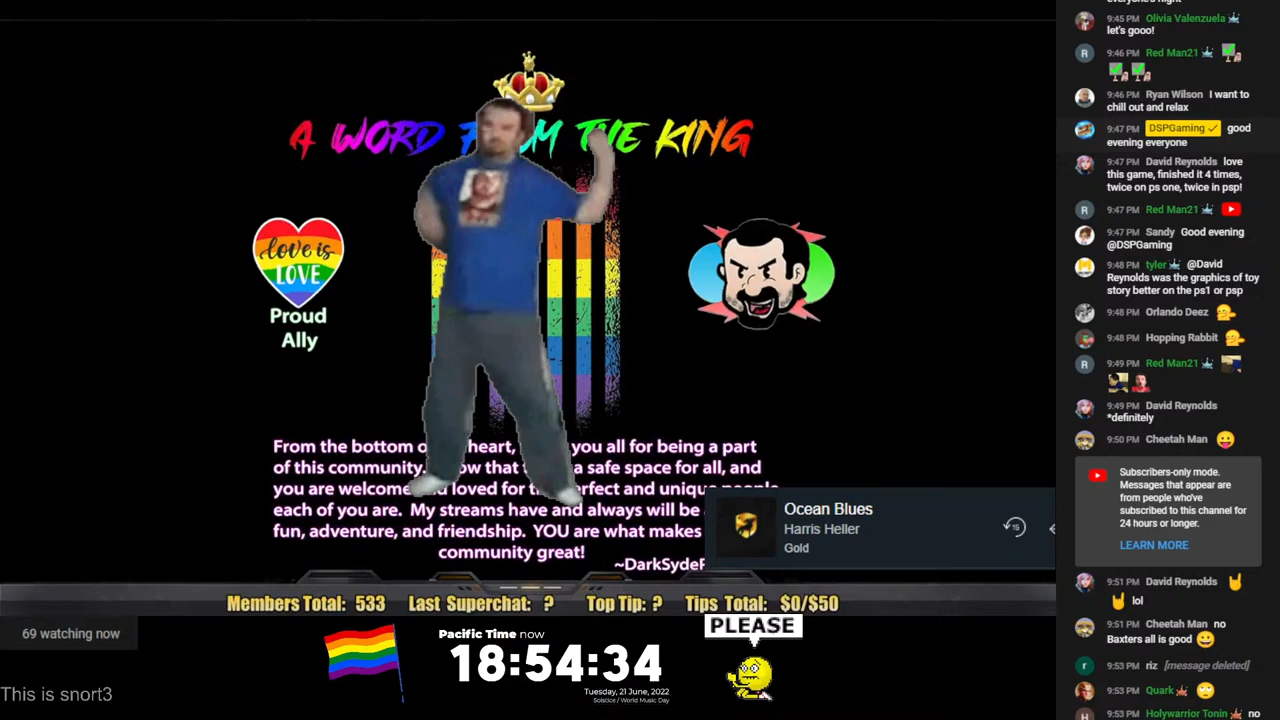 A WORD THE KING
love is
LOVE
Proud
Ally
From the bottom heart, you all for being a part
of this community. that a safe space for all, and
you are welcome loved for and unique people
each of you are. My streams have and always will be
fun, adventure, and friendship. YOU are what makes
community great!
Ocean Blues
Harris Heller
Gold
15
Members Total: 533 Last Superchat: ? Top Tip: ? Tips Total: $0/$50
69 watching now
Pacific Time now
18:54:34
Tuesday, 21 June, 2022
Solstice / World Music Day
PLEASE
This is snort3
9:45 PM Olivia Valenzuela
let's gooo!
9:46 PM Red Man21
9:46 PM Ryan Wilson I want to
chill out and relax
9:47 PM DSPGaming good
evening everyone
9:47 PM David Reynolds love
this game, finished it 4 times,
twice on ps one, twice in psp!
R 9:47 PM Red Man21
9:47 PM Sandy Good evening
@DSPGaming
9:48 PM tyler @David
Reynolds was the graphics of toy
story better on the ps1 or psp
9:48 PM Orlando Deez
9:48 PM Hopping Rabbit
R 9:49 PM Red Man21
9:49 PM David Reynolds
*definitely
9:50 PM Cheetah Man
Subscribers-only mode.
Messages that appear are
from people who've
subscribed to this channel for
24 hours or longer.
LEARN MORE
9:51 PM David Reynolds
lol
9:51 PM Cheetah Man no
Baxters all is good
r 9:53 PM riz [message deleted]
9:53 PM Quark
H 9:53 PM Holywarrior Tonin no